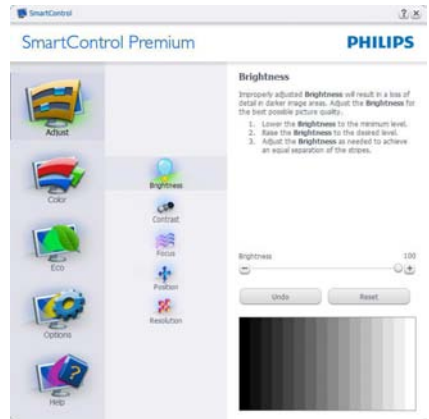 SmartControl
SmartControl Premium
PHILIPS
Adjust
Color
Eco
Options
Help
Brightness
Contrast
Focus
Position
Resolution
Brightness
Improperly adjusted Brightness will result in a loss of
detail in darker image areas. Adjust the Brightness for
the best possible picture quality.
1. Lower the Brightness to the minimum level.
2. Raise the Brightness to the desired level.
3. Adjust the Brightness as needed to achieve
an equal separation of the stripes.
Brightness 100
Undo Reset